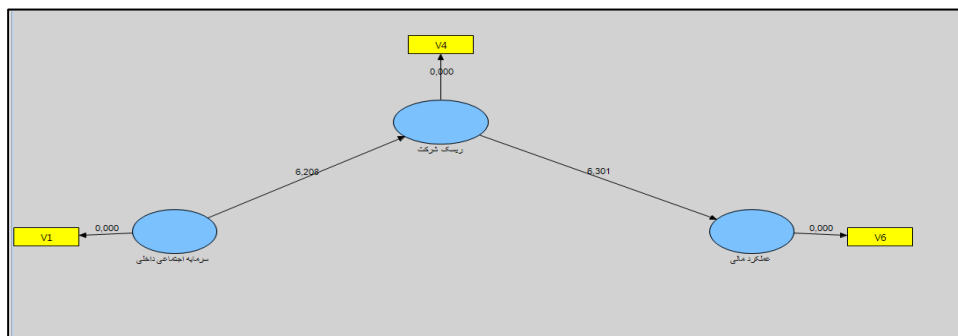 V4
0,000
ریسک شرکت
6,208
6,301
V1
0,000
سرمایه اجتماعی داخلی
عملکرد مالی
0,000
V6